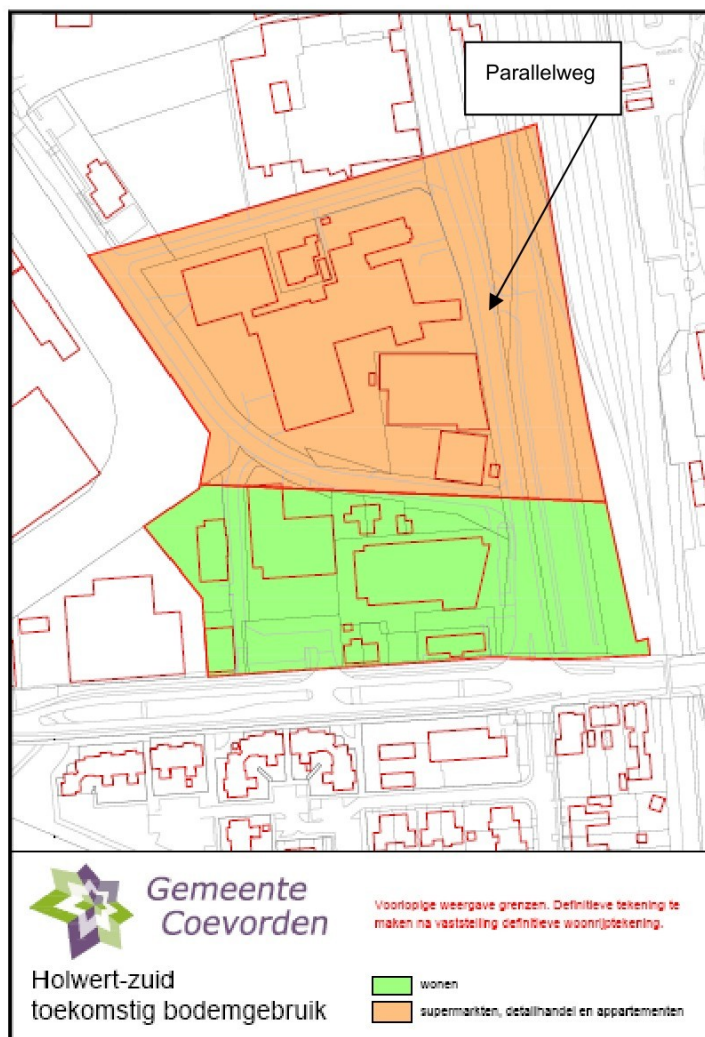 Parallelweg
Gemeente
Coevorden
Voorlopige weergave grenzen. Definitieve tekening te
maken na vaststelling definitieve woonrijptekening.
Holwert-zuid
toekomstig bodemgebruik
wonen
supermarkten, detailhandel en appartementen